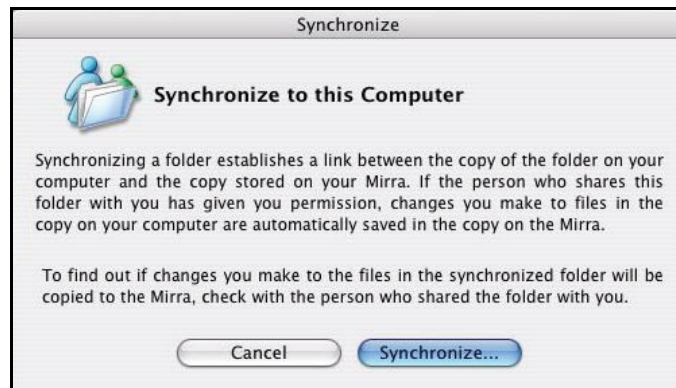 Synchronize
Synchronize to this Computer
Synchronizing a folder establishes a link between the copy of the folder on your
computer and the copy stored on your Mirra. If the person who shares this
folder with you has given you permission, changes you make to files in the
copy on your computer are automatically saved in the copy on the Mirra.
To find out if changes you make to the files in the synchronized folder will be
copied to the Mirra, check with the person who shared the folder with you.
Cancel Synchronize...